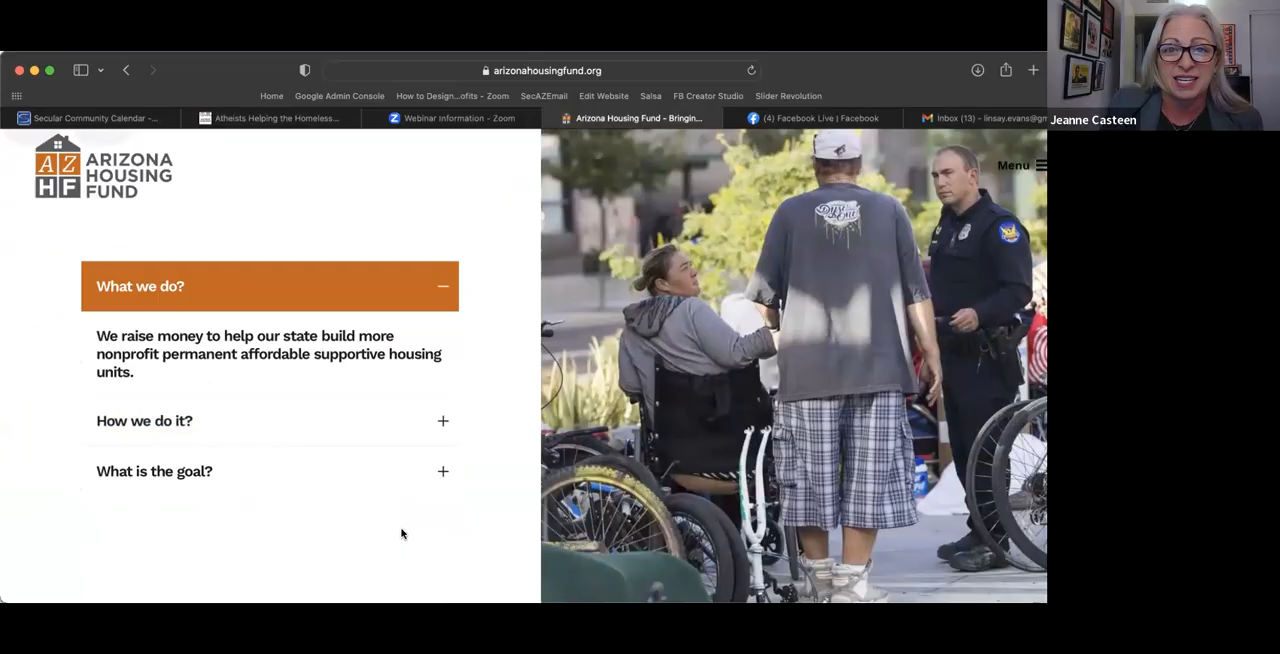 arizonahousingfund.org
Home
Google Admin Console
How to Design...ofits - Zoom
SecAZEmail
Edit Website
Salsa
FB Creator Studio
Slider Revolution
Secular Community Calendar -...
Atheists Helping the Homeless...
Webinar Information - Zoom
Arizona Housing Fund - Bringin...
(4) Facebook Live | Facebook
Inbox (13) - linsay.evans@gm
Jeanne Casteen
AZ
HF
ARIZONA
HOUSING
FUND
Menu
What we do?
We raise money to help our state build more
nonprofit permanent affordable supportive housing
units.
How we do it?
What is the goal?